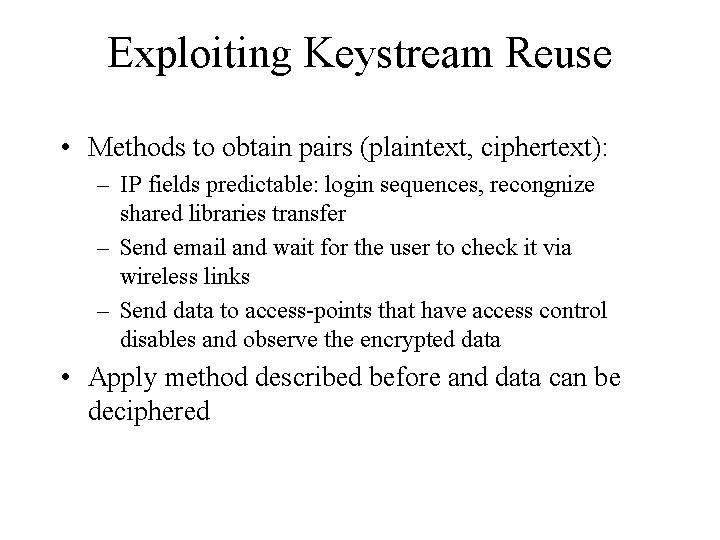 Exploiting Keystream Reuse
• Methods to obtain pairs (plaintext, ciphertext):
– IP fields predictable: login sequences, recongnize
shared libraries transfer
– Send email and wait for the user to check it via
wireless links
– Send data to access-points that have access control
disables and observe the encrypted data
• Apply method described before and data can be
deciphered